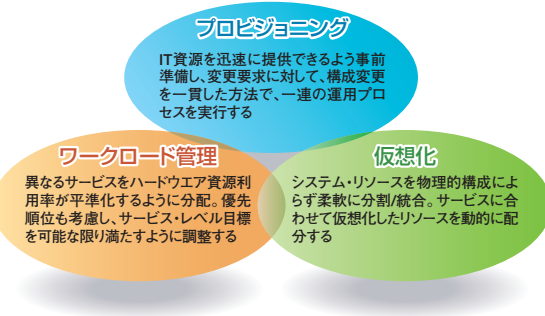 プロビジョニング
IT資源を迅速に提供できるよう事前
準備し、変更要求に対して、構成変更
を一貫した方法で、一連の運用プロ
セスを実行する
ワークロード管理
異なるサービスをハードウエア資源利
用率が平準化するように分配。優先
順位も考慮し、サービス・レベル目標
を可能な限り満たすように調整する
仮想化
システム・リソースを物理的構成によ
らず柔軟に分割/統合。サービスに合
わせて仮想化したリソースを動的に配
分する